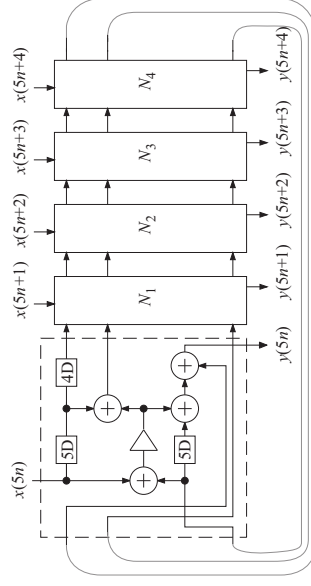 x(5n)
x(5n+1)
x(5n+2)
x(5n+3)
x(5n+4)
5D
4D
5D
N1
N2
N3
N4
y(5n)
y(5n+1)
y(5n+2)
y(5n+3)
y(5n+4)